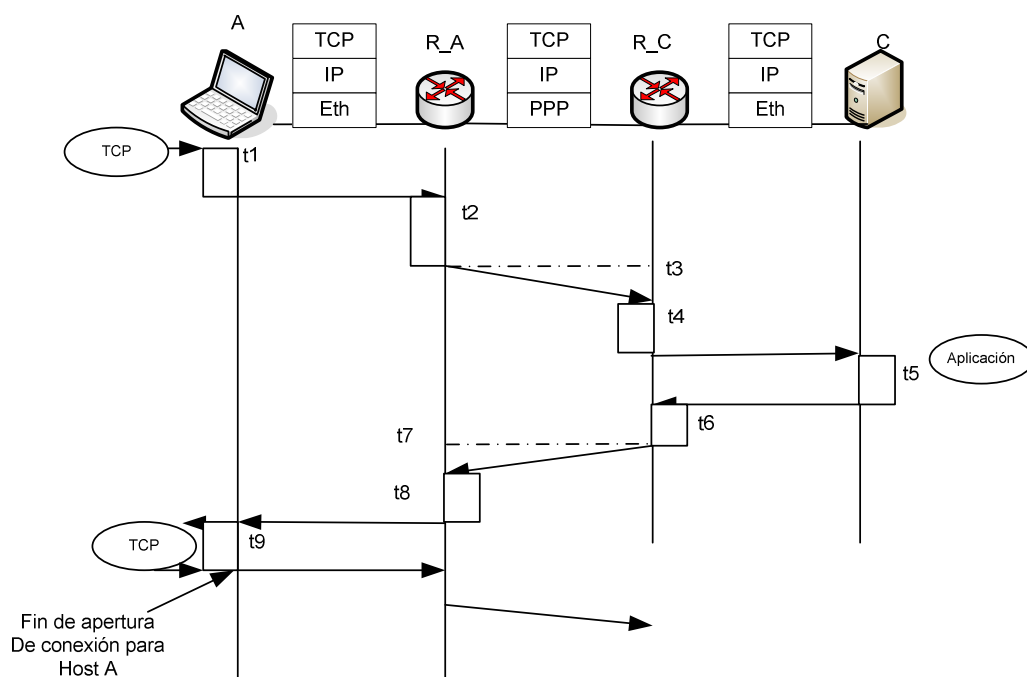 A
R_A
R_C
C
TCP
IP
Eth
TCP
IP
PPP
TCP
IP
Eth
TCP
t1
t2
t3
t4
Aplicación
t5
t6
t7
t8
TCP
t9
Fin de apertura
De conexión para
Host A